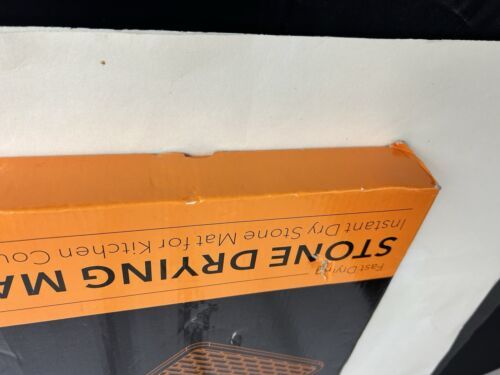 Fast Drying
STONE DRYING MA
Instant Dry Stone Mat for Kitchen Cou